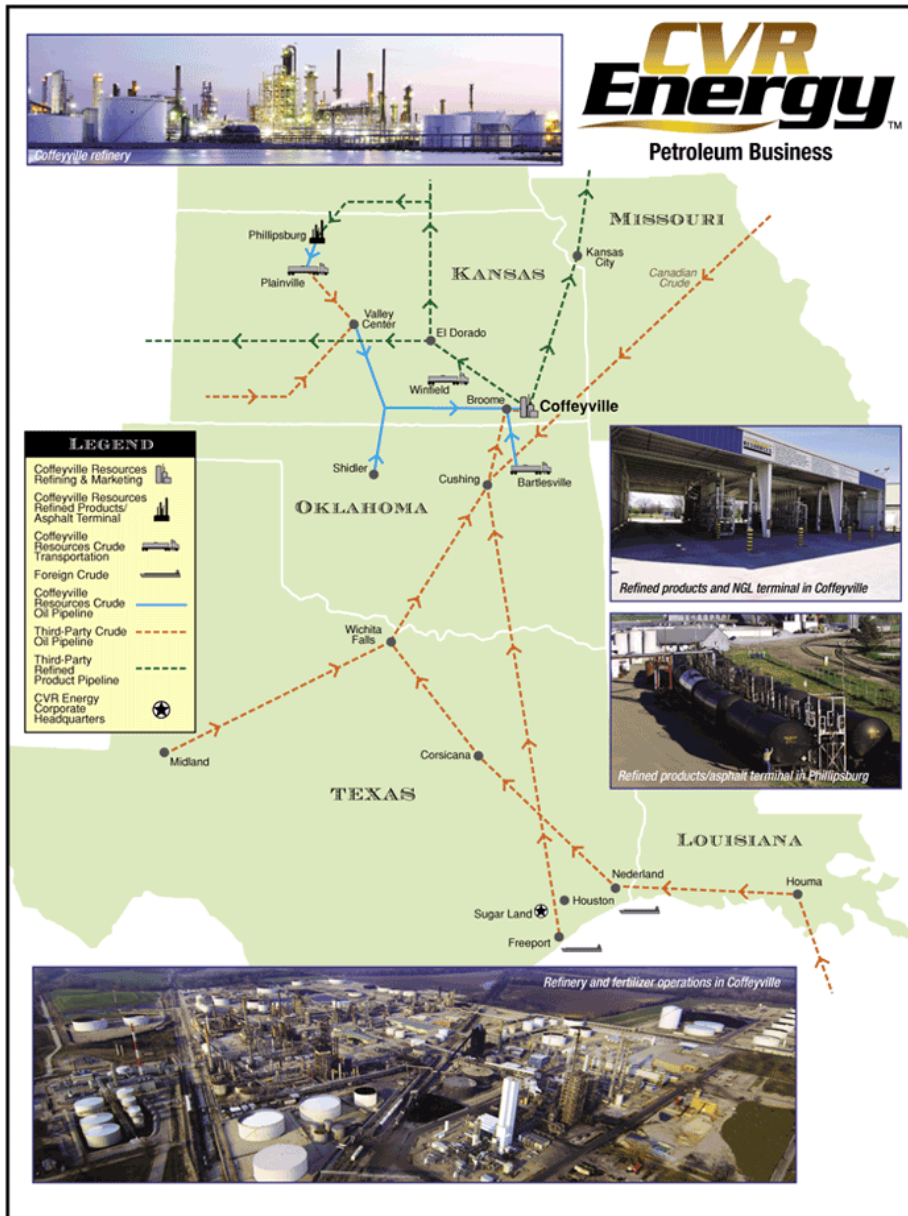 Coffeyville refinery
CVR
Energy
TM
Petroleum Business
MISSOURI
Phillipsburg
Kansas
City
KANSAS
Canadian
Crude
Plainville
Valley
Center
El Dorado
Winfield
Broome
Coffeyville
LEGEND
Coffeyville Resources
Refining & Marketing
Coffeyville Resources
Refined Products/
Asphalt Terminal
Coffeyville
Resources Crude
Transportation
Foreign Crude
Coffeyville
Resources Crude
Oil Pipeline
Third-Party Crude
Oil Pipeline
Third-Party
Refined
Product Pipeline
CVR Energy
Corporate
Headquarters
Shidler
Cushing
Bartlesville
OKLAHOMA
Refined products and NGL terminal in Coffeyville
Wichita
Falls
Midland
Corsicana
Refined products/asphalt terminal in Phillipsburg
TEXAS
LOUISIANA
Nederland
Houma
Houston
Sugar Land
Freeport
Refinery and fertilizer operations in Coffeyville